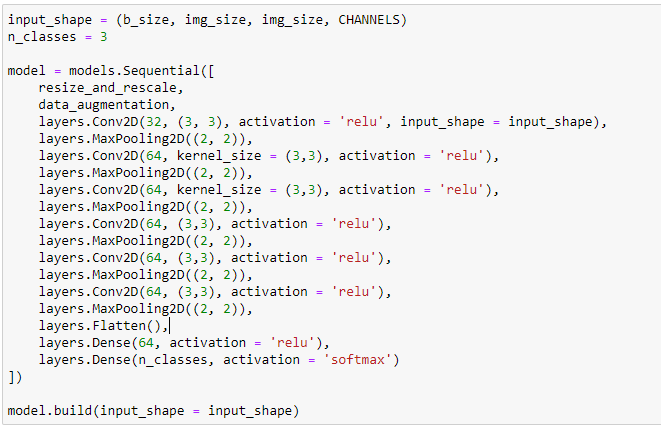 input_shape = (b_size, img_size, img_size, CHANNELS)
n_classes = 3

model = models.Sequential([
    resize_and_rescale,
    data_augmentation,
    layers.Conv2D(32, (3, 3), activation = 'relu', input_shape = input_shape),
    layers.MaxPooling2D((2, 2)),
    layers.Conv2D(64, kernel_size = (3,3), activation = 'relu'),
    layers.MaxPooling2D((2, 2)),
    layers.Conv2D(64, kernel_size = (3,3), activation = 'relu'),
    layers.MaxPooling2D((2, 2)),
    layers.Conv2D(64, (3,3), activation = 'relu'),
    layers.MaxPooling2D((2, 2)),
    layers.Conv2D(64, (3,3), activation = 'relu'),
    layers.MaxPooling2D((2, 2)),
    layers.Conv2D(64, (3,3), activation = 'relu'),
    layers.MaxPooling2D((2, 2)),
    layers.Flatten(),
    layers.Dense(64, activation = 'relu'),
    layers.Dense(n_classes, activation = 'softmax')
])

model.build(input_shape = input_shape)